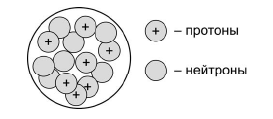 + – протоны
– нейтроны